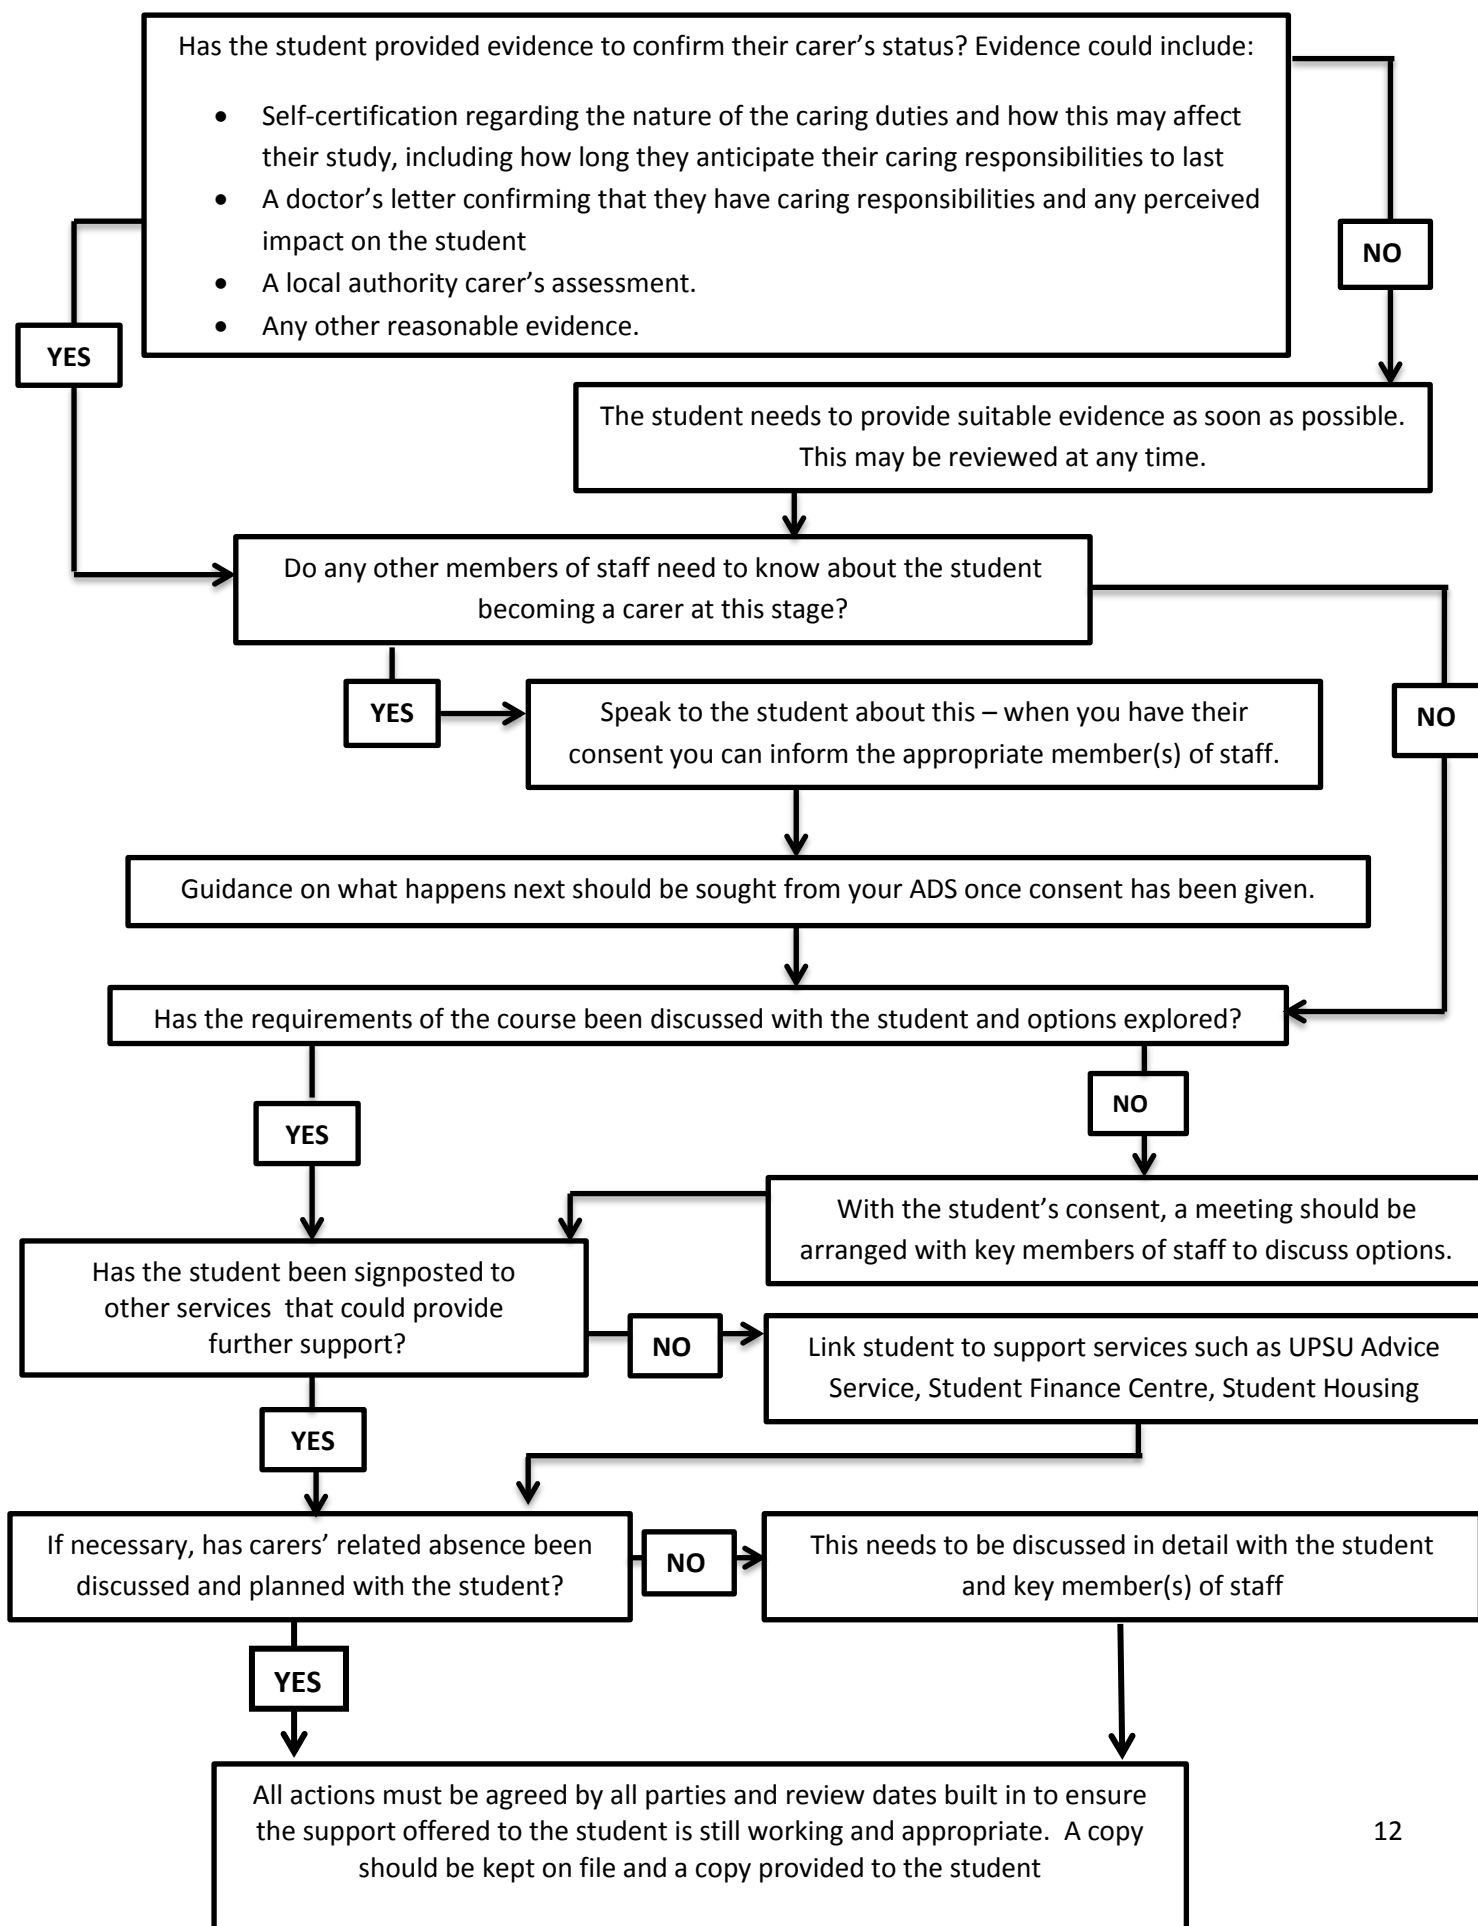 Has the student provided evidence to confirm their carer’s status? Evidence could include:
• Self-certification regarding the nature of the caring duties and how this may affect
their study, including how long they anticipate their caring responsibilities to last
• A doctor’s letter confirming that they have caring responsibilities and any perceived
impact on the student
• A local authority carer’s assessment.
• Any other reasonable evidence.
NO
YES
The student needs to provide suitable evidence as soon as possible.
This may be reviewed at any time.
Do any other members of staff need to know about the student
becoming a carer at this stage?
YES
Speak to the student about this – when you have their
consent you can inform the appropriate member(s) of staff.
NO
Guidance on what happens next should be sought from your ADS once consent has been given.
Has the requirements of the course been discussed with the student and options explored?
YES
NO
With the student’s consent, a meeting should be
arranged with key members of staff to discuss options.
Has the student been signposted to
other services  that could provide
further support?
NO
Link student to support services such as UPSU Advice
Service, Student Finance Centre, Student Housing
YES
If necessary, has carers’ related absence been
discussed and planned with the student?
NO
This needs to be discussed in detail with the student
and key member(s) of staff
YES
All actions must be agreed by all parties and review dates built in to ensure
the support offered to the student is still working and appropriate.  A copy
should be kept on file and a copy provided to the student
12